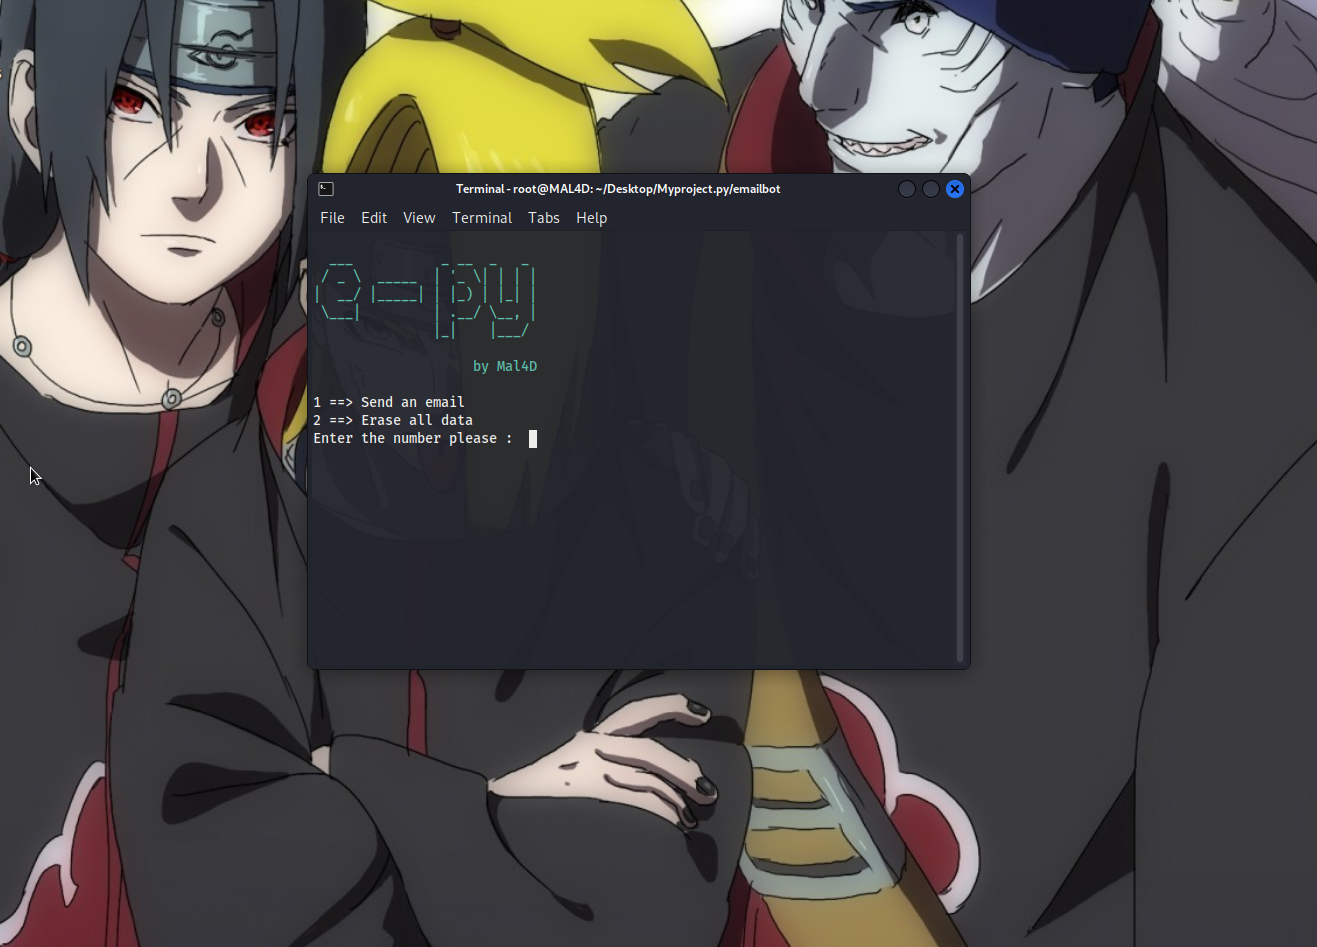 Terminal - root@MAL4D: ~/Desktop/Myproject.py/emailbot
File Edit View Terminal Tabs Help
e-py
by Mal4D
1 ==> Send an email
2 ==> Erase all data
Enter the number please :